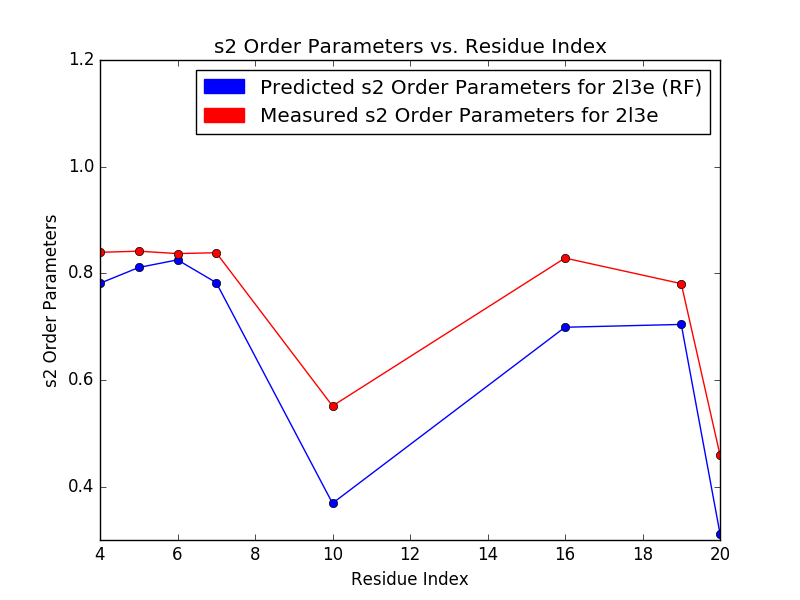 s2 Order Parameters vs. Residue Index
Predicted s2 Order Parameters for 2l3e (RF)
Measured s2 Order Parameters for 2l3e
1.2
1.0
0.8
0.6
0.4
s2 Order Parameters
4 6 8 10 12 14 16 18 20
Residue Index